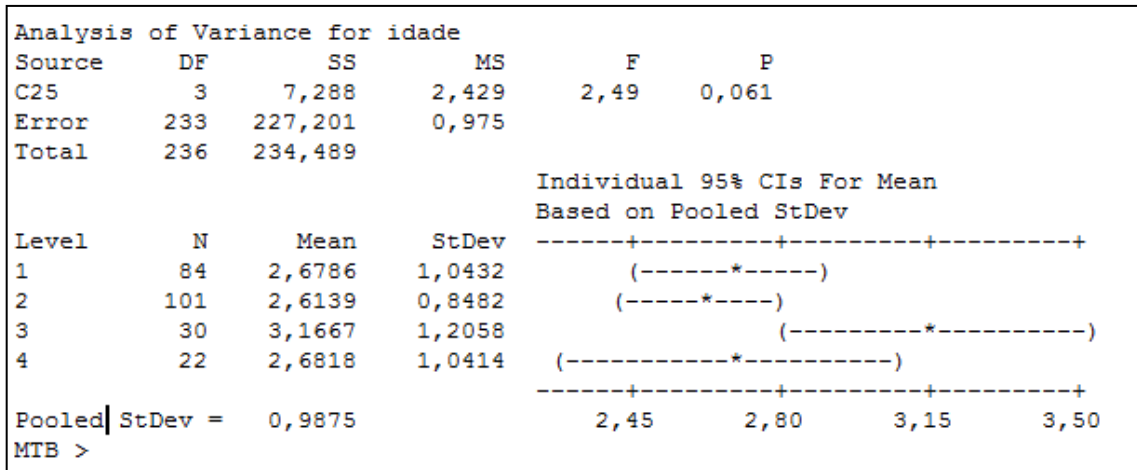 Analysis of Variance for idade
Source     DF        SS        MS         F        P
C25         3     7,288     2,429      2,49    0,061
Error     233   227,201     0,975
Total     236   234,489
                                   Individual 95% CIs For Mean
                                   Based on Pooled StDev
Level       N      Mean     StDev  ------+---------+---------+---------+
1          84    2,6786    1,0432        (------*-----)
2         101    2,6139    0,8482       (-----*----)
3          30    3,1667    1,2058                  (---------*----------)
4          22    2,6818    1,0414   (-----------*----------)
                                   ------+---------+---------+---------+
Pooled StDev =   0,9875                2,45      2,80      3,15      3,50
MTB >